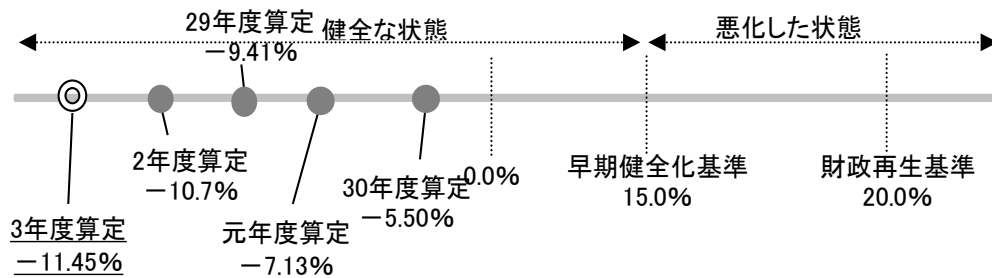 29年度算定
－9.41%
健全な状態
悪化した状態
2年度算定
－10.7%
0.0%
早期健全化基準
15.0%
財政再生基準
20.0%
30年度算定
－5.50%
3年度算定
－11.45%
元年度算定
－7.13%